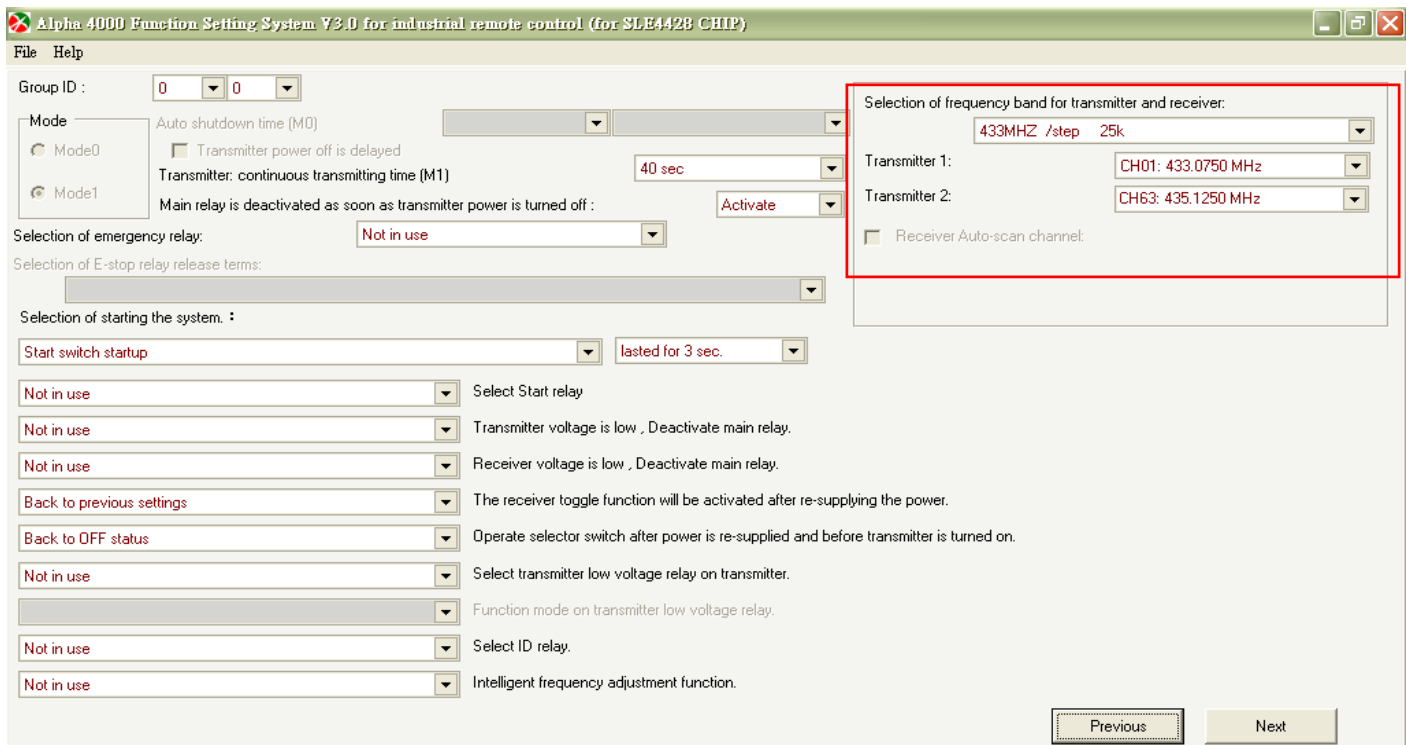 Alpha 4000 Function Setting System V3.0 for industrial remote control (for SLE4428 CHIP)
File Help
Group ID : 0 0
Mode
Mode0
Mode1
Auto shutdown time (M0)
Transmitter power off is delayed
Transmitter: continuous transmitting time (M1) 40 sec
Main relay is deactivated as soon as transmitter power is turned off : Activate
Selection of emergency relay: Not in use
Selection of E-stop relay release terms:
Selection of starting the system. :
Start switch startup lasted for 3 sec.
Not in use Select Start relay
Not in use Transmitter voltage is low , Deactivate main relay.
Not in use Receiver voltage is low , Deactivate main relay.
Back to previous settings The receiver toggle function will be activated after re-supplying the power.
Back to OFF status Operate selector switch after power is re-supplied and before transmitter is turned on.
Not in use Select transmitter low voltage relay on transmitter.
Function mode on transmitter low voltage relay.
Not in use Select ID relay.
Not in use Intelligent frequency adjustment function.
Selection of frequency band for transmitter and receiver:
433MHZ /step 25k
Transmitter 1: CH01: 433.0750 MHz
Transmitter 2: CH63: 435.1250 MHz
Receiver Auto-scan channel:
Previous Next